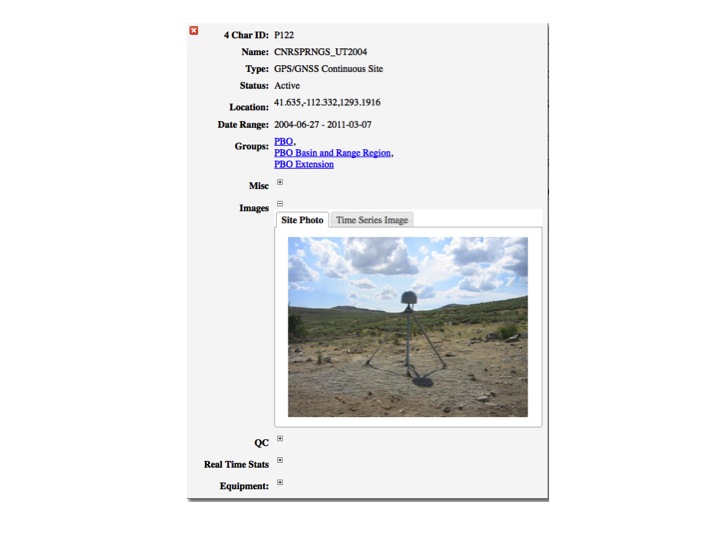 4 Char ID: P122
Name: CNRSPRNGS_UT2004
Type: GPS/GNSS Continuous Site
Status: Active
Location: 41.635,-112.332,1293.1916
Date Range: 2004-06-27 - 2011-03-07
Groups: PBO,
PBO Basin and Range Region,
PBO Extension
Misc
Images
Site Photo Time Series Image
QC
Real Time Stats
Equipment: